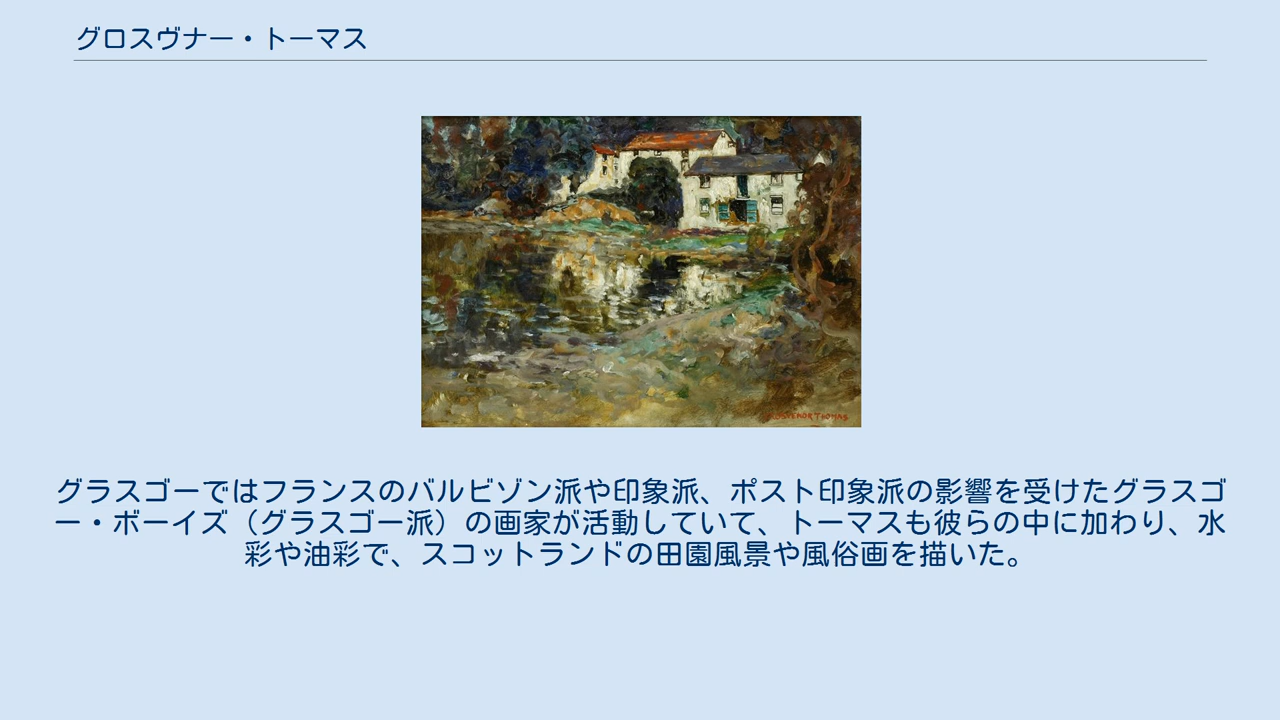 グロスヴナー・トーマス
グラスゴーではフランスのバルビゾン派や印象派、ポスト印象派の影響を受けたグラスゴ
ー・ボーイズ（グラスゴー派）の画家が活動していて、トーマスも彼らの中に加わり、水
彩や油彩で、スコットランドの田園風景や風俗画を描いた。